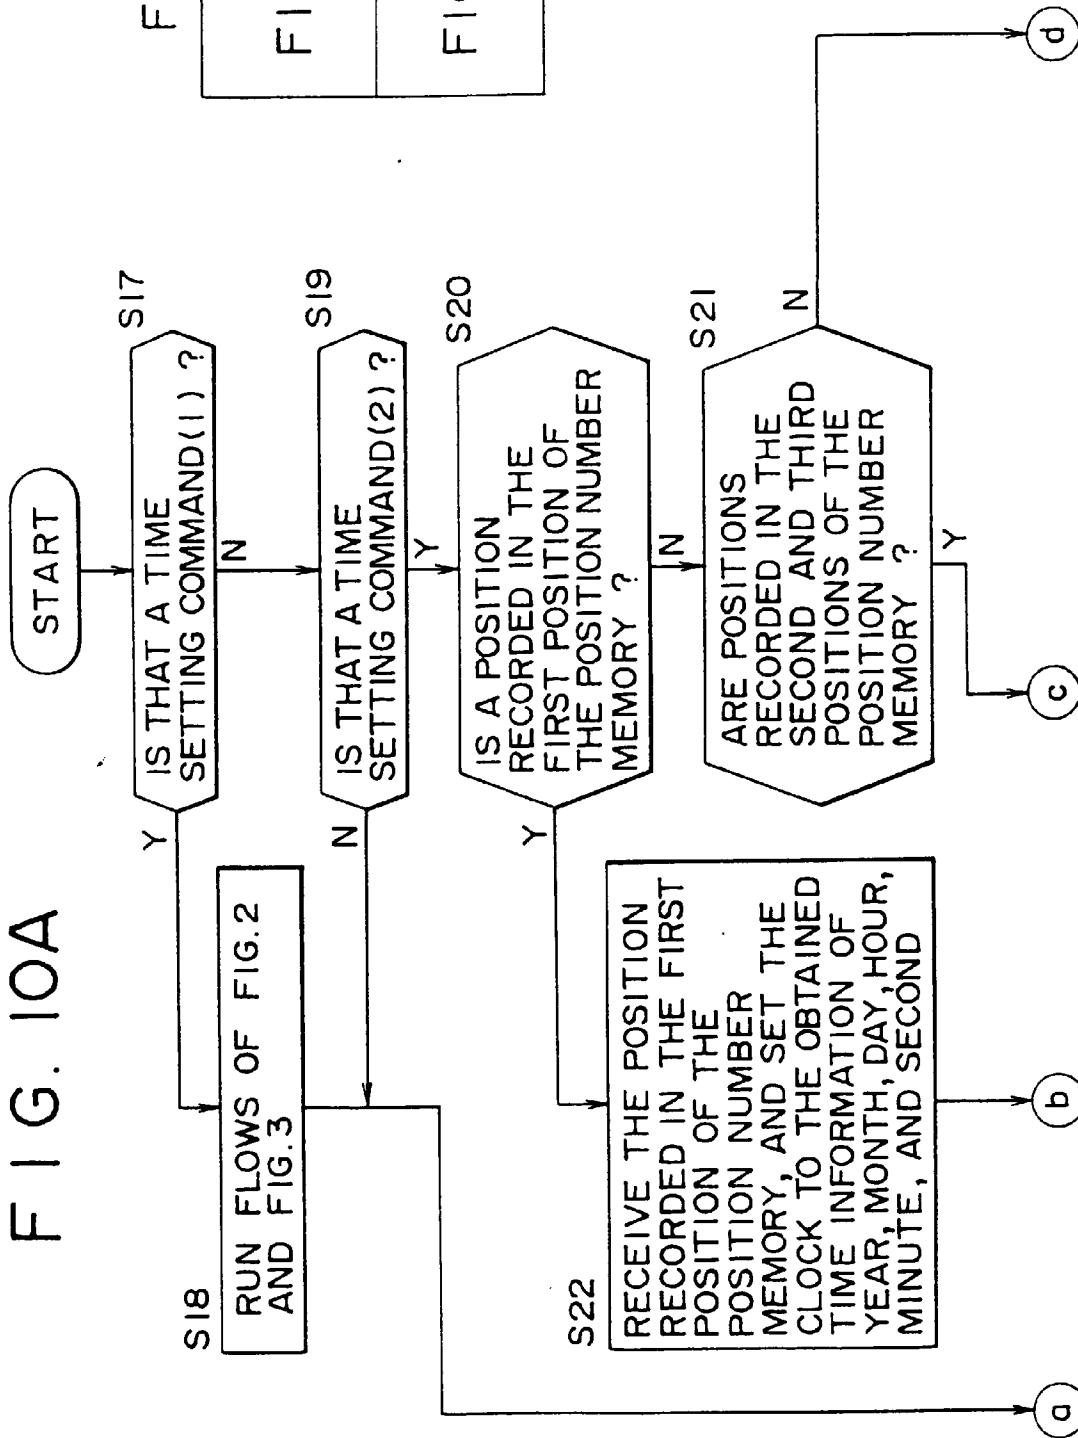 FIG. 10A
F
FI
FIG
START
S17
IS THAT A TIME
SETTING COMMAND(1) ?
Y
N
S18
RUN FLOWS OF FIG.2
AND FIG.3
S19
IS THAT A TIME
SETTING COMMAND(2) ?
N
Y
S20
IS A POSITION
RECORDED IN THE
FIRST POSITION OF
THE POSITION NUMBER
MEMORY ?
Y
N
S21
ARE POSITIONS
RECORDED IN THE
SECOND AND THIRD
POSITIONS OF THE
POSITION NUMBER
MEMORY ?
N
Y
S22
RECEIVE THE POSITION
RECORDED IN THE FIRST
POSITION OF THE
POSITION NUMBER
MEMORY, AND SET THE
CLOCK TO THE OBTAINED
TIME INFORMATION OF
YEAR, MONTH, DAY, HOUR,
MINUTE, AND SECOND
a
b
c
d